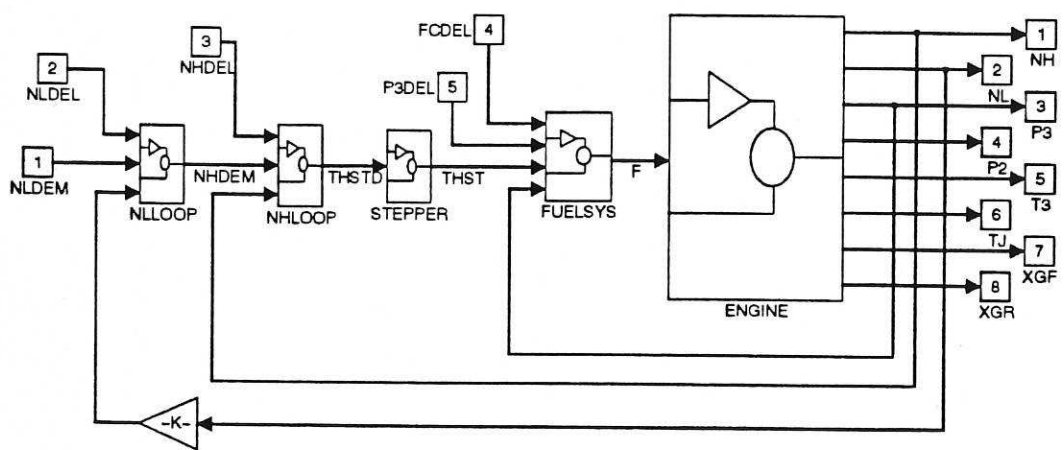 FCDEL
4
3
NHDEL
2
NLDEL
P3DEL
5
1
NLDEM
NLLOOP
NHDEM
NHLOOP
THSTD
STEPPER
THST
FUELSYS
F
ENGINE
1
NH
2
NL
3
P3
4
P2
5
T3
6
TJ
7
XGF
8
XGR
-K-